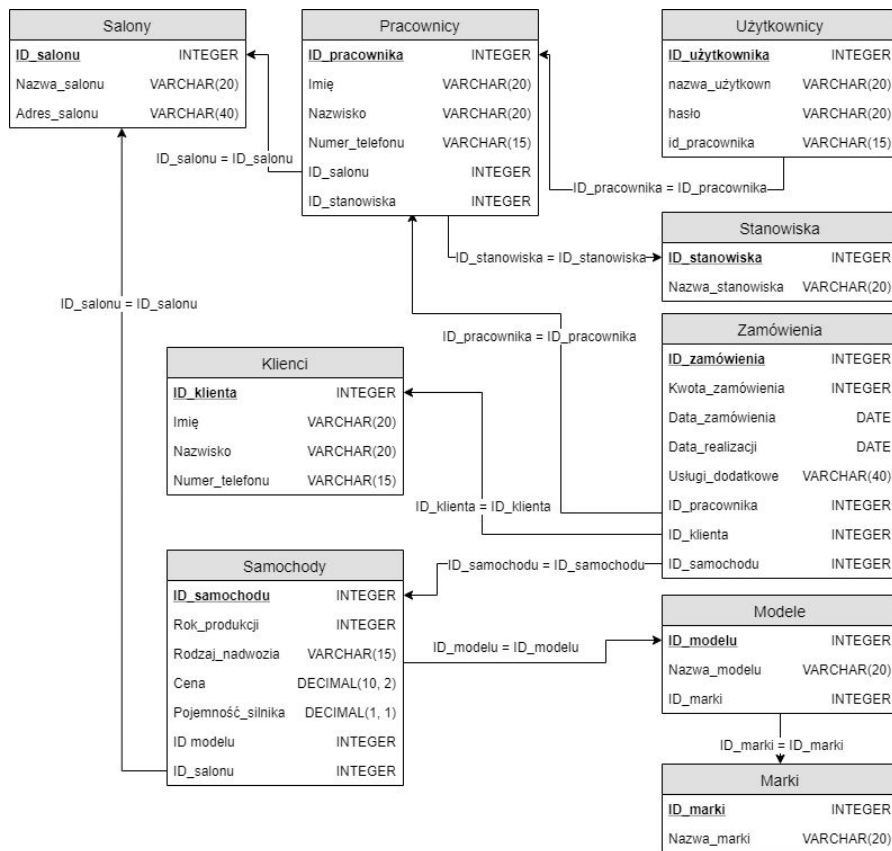 Salony
ID_salonu INTEGER
Nazwa_salonu VARCHAR(20)
Adres_salonu VARCHAR(40)
Pracownicy
ID_pracownika INTEGER
Imię VARCHAR(20)
Nazwisko VARCHAR(20)
Numer_telefonu VARCHAR(15)
ID_salonu INTEGER
ID_stanowiska INTEGER
Użytkownicy
ID_użytkownika INTEGER
nazwa_użytkown VARCHAR(20)
hasło VARCHAR(20)
id_pracownika VARCHAR(15)
ID_salonu = ID_salonu
ID_pracownika = ID_pracownika
Stanowiska
ID_stanowiska INTEGER
Nazwa_stanowiska VARCHAR(20)
ID_stanowiska = ID_stanowiska
ID_salonu = ID_salonu
ID_pracownika = ID_pracownika
Zamówienia
ID_zamówienia INTEGER
Kwota_zamówienia INTEGER
Data_zamówienia DATE
Data_realizacji DATE
Usługi_dodatkowe VARCHAR(40)
ID_pracownika INTEGER
ID_klienta INTEGER
ID_samochodu INTEGER
Klienci
ID_klienta INTEGER
Imię VARCHAR(20)
Nazwisko VARCHAR(20)
Numer_telefonu VARCHAR(15)
ID_klienta = ID_klienta
ID_samochodu = ID_samochodu
Samochody
ID_samochodu INTEGER
Rok_produkcji INTEGER
Rodzaj_nadwozia VARCHAR(15)
Cena DECIMAL(10, 2)
Pojemność_silnika DECIMAL(1, 1)
ID modelu INTEGER
ID_salonu INTEGER
ID_modelu = ID_modelu
Modele
ID_modelu INTEGER
Nazwa_modelu VARCHAR(20)
ID_marki INTEGER
ID_marki = ID_marki
Marki
ID_marki INTEGER
Nazwa_marki VARCHAR(20)